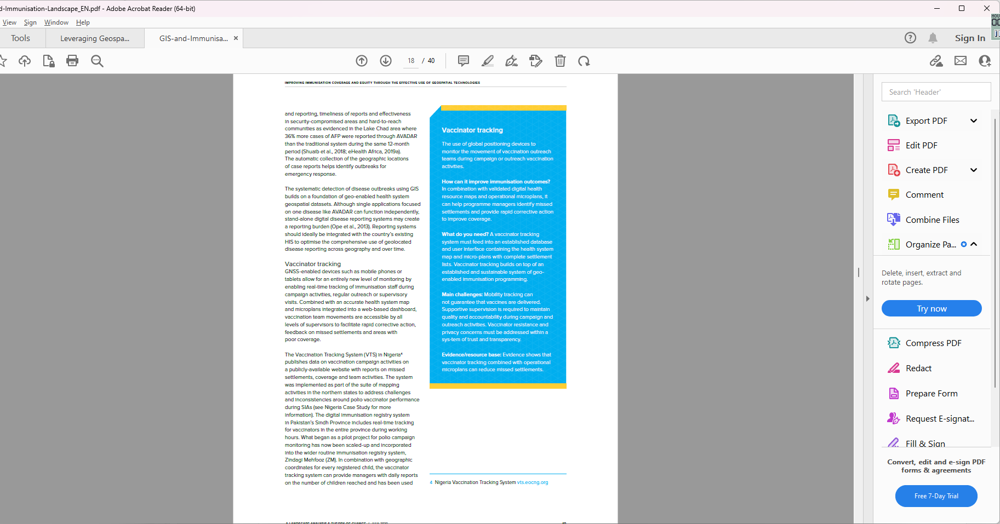 d-Immunisation-Landscape_EN.pdf - Adobe Acrobat Reader (64-bit)
View Sign Window Help
Tools
Leveraging Geospa...
GIS-and-Immunisa...
Sign In
18 / 40
IMPROVING IMMUNISATION COVERAGE AND EQUITY THROUGH THE EFFECTIVE USE OF GEOSPATIAL TECHNOLOGIES
and reporting, timeliness of reports and effectiveness
in security-compromised areas and hard-to-reach
communities as evidenced in the Lake Chad area where
36% more cases of AFP were reported through AVADAR
than the traditional system during the same 12-month
period (Shuaib et al., 2018; eHealth Africa, 2019a).
The automatic collection of the geographic locations
of case reports helps identify outbreaks for
emergency response.
The systematic detection of disease outbreaks using GIS
builds on a foundation of geo-enabled health system
geospatial datasets. Although single applications focused
on one disease like AVADAR can function independently,
stand-alone digital disease reporting systems may create
a reporting burden (Ope et al., 2013). Reporting systems
should ideally be integrated with the country's existing
HIS to optimise the comprehensive use of geolocated
disease reporting across geography and over time.
Vaccinator tracking
GNSS-enabled devices such as mobile phones or
tablets allow for an entirely new level of monitoring by
enabling real-time tracking of immunisation staff during
campaign activities, regular outreach or supervisory
visits. Combined with an accurate health system map
and microplans integrated into a web-based dashboard,
vaccination team movements are accessible by all
levels of supervisors to facilitate rapid corrective action,
feedback on missed settlements and areas with
poor coverage.
The Vaccination Tracking System (VTS) in Nigeria⁴
publishes data on vaccination campaign activities on
a publicly-available website with reports on missed
settlements, coverage and team activities. The system
was implemented as part of the suite of mapping
activities in the northern states to address challenges
and inconsistencies around polio vaccinator performance
during SIAs (see Nigeria Case Study for more
information). The digital immunisation registry system
in Pakistan's Sindh Province includes real-time tracking
for vaccinators in the entire province during working
hours. What began as a pilot project for polio campaign
monitoring has now been scaled-up and incorporated
into the wider routine immunisation registry system,
Zindagi Mehfooz (ZM). In combination with geographic
coordinates for every registered child, the vaccinator
tracking system can provide managers with daily reports
on the number of children reached and has been used
Vaccinator tracking
The use of global positioning devices to
monitor the movement of vaccination outreach
teams during campaign or outreach vaccination
activities.
How can it improve immunisation outcomes?
In combination with validated digital health
resource maps and operational microplans, it
can help programme managers identify missed
settlements and provide rapid corrective action
to improve coverage.
What do you need? A vaccinator tracking
system must feed into an established database
and user interface containing the health system
map and micro-plans with complete settlement
lists. Vaccinator tracking builds on top of an
established and sustainable system of geo-
enabled immunisation programming.
Main challenges: Mobility tracking can
not guarantee that vaccines are delivered.
Supportive supervision is required to maintain
quality and accountability during campaign and
outreach activities. Vaccinator resistance and
privacy concerns must be addressed within a
sys-tem of trust and transparency.
Evidence/resource base: Evidence shows that
vaccinator tracking combined with operational
microplans can reduce missed settlements.
4 Nigeria Vaccination Tracking System vts.eocng.org
A LANDSCAPE ANALYSIS & THEORY OF CHANGE | JULY 2020
Search 'Header'
Export PDF
Edit PDF
Create PDF
Comment
Combine Files
Organize Pa...
Delete, insert, extract and
rotate pages.
Try now
Compress PDF
Redact
Prepare Form
Request E-signat...
Fill & Sign
Convert, edit and e-sign PDF
forms & agreements
Free 7-Day Trial